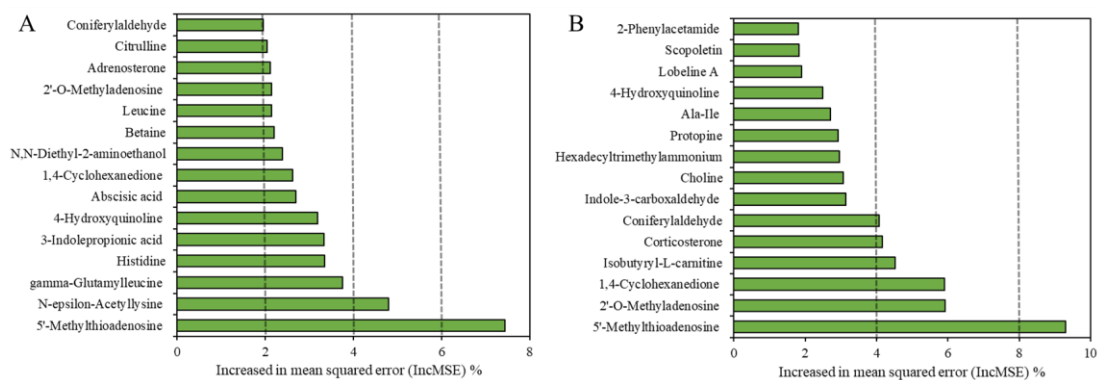 A
Coniferylaldehyde
Citrulline
Adrenosterone
2'-O-Methyladenosine
Leucine
Betaine
N,N-Diethyl-2-aminoethanol
1,4-Cyclohexanedione
Abscisic acid
4-Hydroxyquinoline
3-Indolepropionic acid
Histidine
gamma-Glutamylleucine
N-epsilon-Acetyllysine
5'-Methylthioadenosine
0 2 4 6 8
Increased in mean squared error (IncMSE) %
B
2-Phenylacetamide
Scopoletin
Lobeline A
4-Hydroxyquinoline
Ala-Ile
Protopine
Hexadecyltrimethylammonium
Choline
Indole-3-carboxaldehyde
Coniferylaldehyde
Corticosterone
Isobutyryl-L-carnitine
1,4-Cyclohexanedione
2'-O-Methyladenosine
5'-Methylthioadenosine
0 2 4 6 8 10
Increased in mean squared error (IncMSE) %